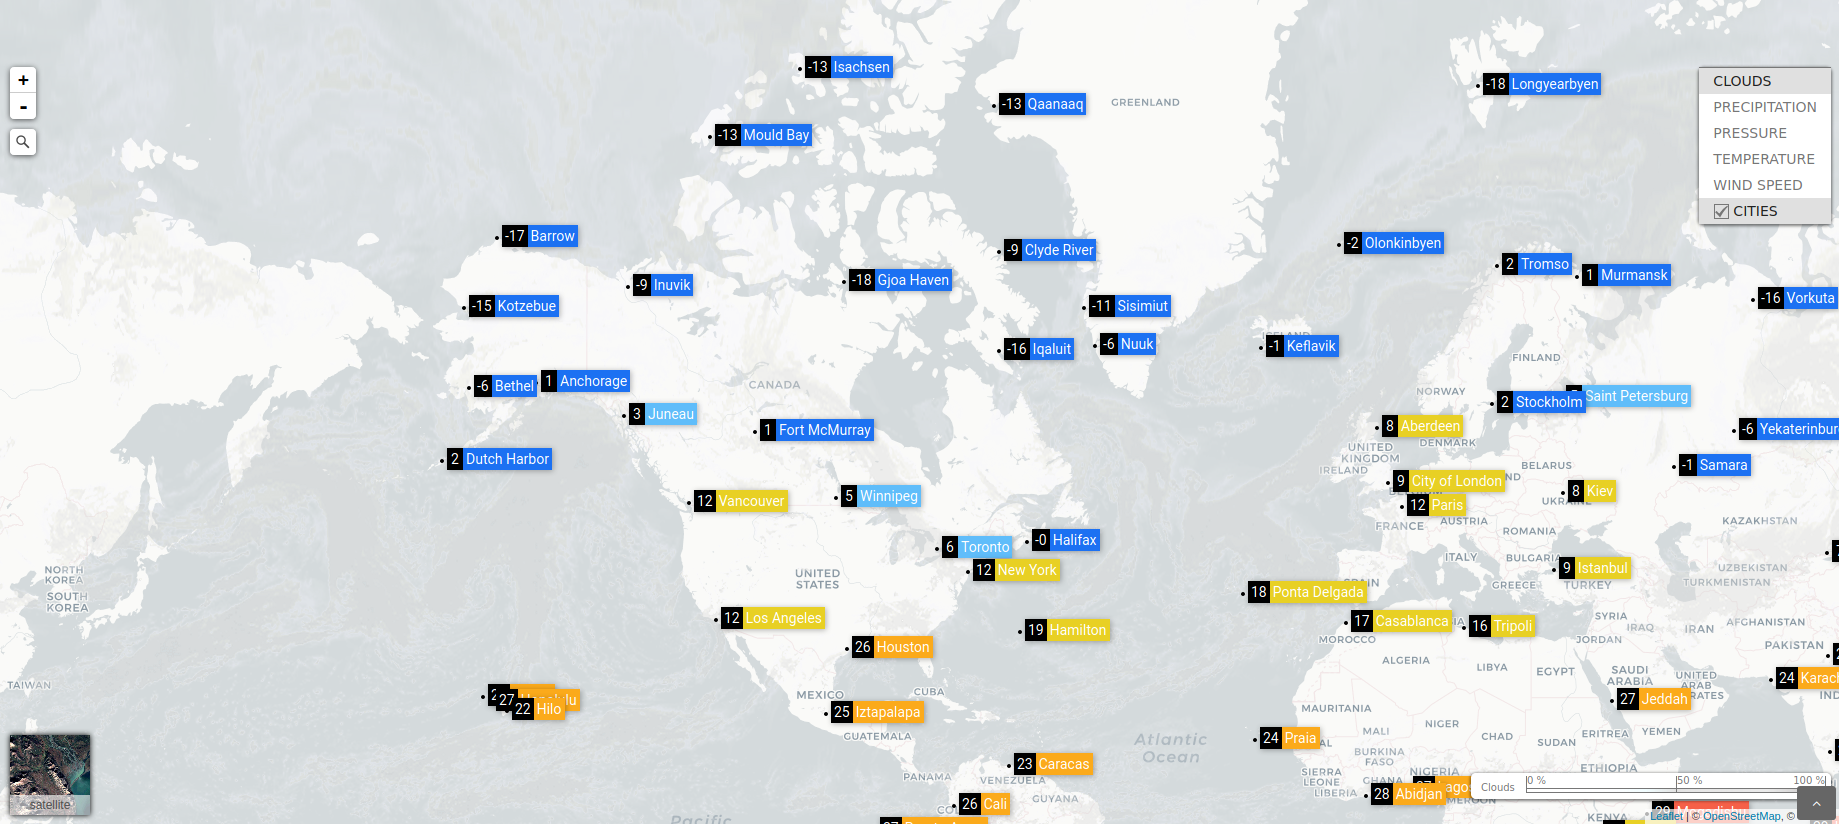 -13 Isachsen
-18 Longyearbyen
-13 Qaanaaq
GREENLAND
-13 Mould Bay
+
-
CLOUDS
PRECIPITATION
PRESSURE
TEMPERATURE
WIND SPEED
CITIES
-17 Barrow
-9 Clyde River
-2 Olonkinbyen
2 Tromso
1 Murmansk
-9 Inuvik
-18 Gjoa Haven
-16 Vorkuta
-15 Kotzebue
-11 Sisimiut
-16 Iqaluit
-6 Nuuk
-1 Keflavik
FINLAND
-6 Bethel
1 Anchorage
CANADA
NORWAY
Saint Petersburg
2 Stockholm
3 Juneau
1 Fort McMurray
8 Aberdeen
DENMARK
-6 Yekaterinbur
UNITED
KINGDOM
IRELAND
2 Dutch Harbor
BELARUS
-1 Samara
12 Vancouver
5 Winnipeg
9 City of London
8 Kiev
12 Paris
FRANCE
AUSTRIA
ROMANIA
KAZAKHSTAN
6 Toronto
-0 Halifax
12 New York
ITALY
BULGARIA
9 Istanbul
GREECE
TURKEY
UZBEKISTAN
TURKMENISTAN
NORTH
KOREA
SOUTH
KOREA
UNITED
STATES
18 Ponta Delgada
12 Los Angeles
19 Hamilton
17 Casablanca
16 Tripoli
MOROCCO
SYRIA
IRAQ
IRAN
AFGHANISTAN
JORDAN
PAKISTAN
26 Houston
ALGERIA
LIBYA
EGYPT
SAUDI
ARABIA
UNITED
ARAB
24 Karach
TAIWAN
27
22 Hilo
MEXICO
CUBA
27 Jeddah
25 Iztapalapa
GUATEMALA
MAURITANIA
NIGER
MALI
CHAD
SUDAN
ERITREA
YEMEN
24 Praia
BURKINA
FASO
Atlantic
Ocean
23 Caracas
PANAMA
VENEZUELA
GUYANA
SIERRA
LEONE
LIBERIA
GHANA
NIGERIA
ETHIOPIA
28 Abidjan
26 Cali
Clouds
0 %
50 %
100 %
satellite
Pacific
KENYA
Leaflet | © OpenStreetMap, ©